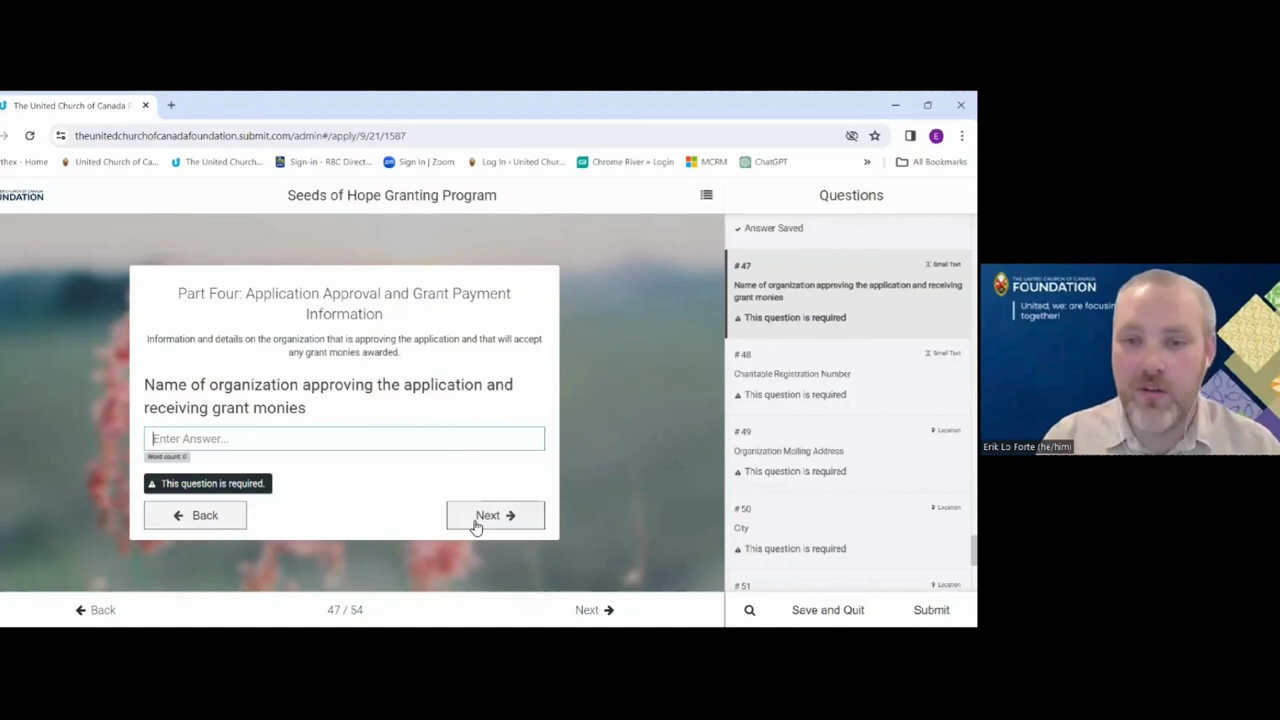 The United Church of Canada F
theunitedchurchofcanadafoundation.submit.com/admin#/apply/9/21/1587
thex - Home
United Church of Ca...
The United Church...
Sign-in - RBC Direct...
Sign In | Zoom
Log In ‹ United Chur...
Chrome River » Login
MCRM
ChatGPT
»
All Bookmarks
UNDATION
Seeds of Hope Granting Program
Questions
Answer Saved
Part Four: Application Approval and Grant Payment
Information
Information and details on the organization that is approving the application and that will accept
any grant monies awarded.
Name of organization approving the application and
receiving grant monies
Enter Answer...
Word count: 0
This question is required.
Back
Next
#47
Small Text
Name of organization approving the application and receiving
grant monies
This question is required
#48
Small Text
Charitable Registration Number
This question is required
#49
Location
Organization Mailing Address
This question is required
#50
Location
City
This question is required
#51
Location
Back
47 / 54
Next
Save and Quit
Submit
THE UNITED CHURCH OF CANADA
FOUNDATION
United, we: are focusin
together!
Erik Lo Forte (he/him)